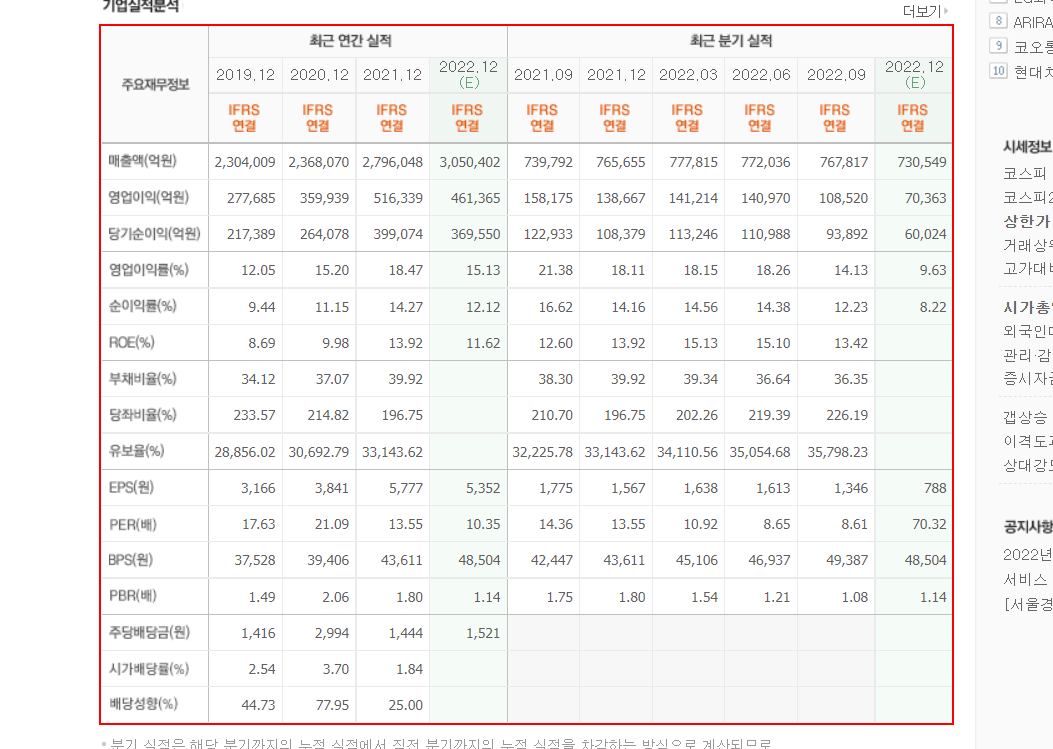 기업실적분석
더보기
주요재무정보 최근 연간 실적 최근 분기 실적
2019.12 2020.12 2021.12 2022.12 (E) 2021.09 2021.12 2022.03 2022.06 2022.09 2022.12 (E)
IFRS 연결 IFRS 연결 IFRS 연결 IFRS 연결 IFRS 연결 IFRS 연결 IFRS 연결 IFRS 연결 IFRS 연결 IFRS 연결
매출액(억원) 2,304,009 2,368,070 2,796,048 3,050,402 739,792 765,655 777,815 772,036 767,817 730,549
영업이익(억원) 277,685 359,939 516,339 461,365 158,175 138,667 141,214 140,970 108,520 70,363
당기순이익(억원) 217,389 264,078 399,074 369,550 122,933 108,379 113,246 110,988 93,892 60,024
영업이익률(%) 12.05 15.20 18.47 15.13 21.38 18.11 18.15 18.26 14.13 9.63
순이익률(%) 9.44 11.15 14.27 12.12 16.62 14.16 14.56 14.38 12.23 8.22
ROE(%) 8.69 9.98 13.92 11.62 12.60 13.92 15.13 15.10 13.42
부채비율(%) 34.12 37.07 39.92 38.30 39.92 39.34 36.64 36.35
당좌비율(%) 233.57 214.82 196.75 210.70 196.75 202.26 219.39 226.19
유보율(%) 28,856.02 30,692.79 33,143.62 32,225.78 33,143.62 34,110.56 35,054.68 35,798.23
EPS(원) 3,166 3,841 5,777 5,352 1,775 1,567 1,638 1,613 1,346 788
PER(배) 17.63 21.09 13.55 10.35 14.36 13.55 10.92 8.65 8.61 70.32
BPS(원) 37,528 39,406 43,611 48,504 42,447 43,611 45,106 46,937 49,387 48,504
PBR(배) 1.49 2.06 1.80 1.14 1.75 1.80 1.54 1.21 1.08 1.14
주당배당금(원) 1,416 2,994 1,444 1,521
시가배당률(%) 2.54 3.70 1.84
배당성향(%) 44.73 77.95 25.00
* 분기 실적은 해당 분기까지의 누적 실적에서 직전 분기까지의 누적 실적을 차감하는 방식으로 계산되므로
8 ARIRA
9 코오롱
10 현대차
시세정보
코스피
코스피2
상한가
거래상위
고가대비
시가총
외국인
관리·감
증시자금
갭상승
이격도
상대강도
공지사항
2022년
서비스
[서울경